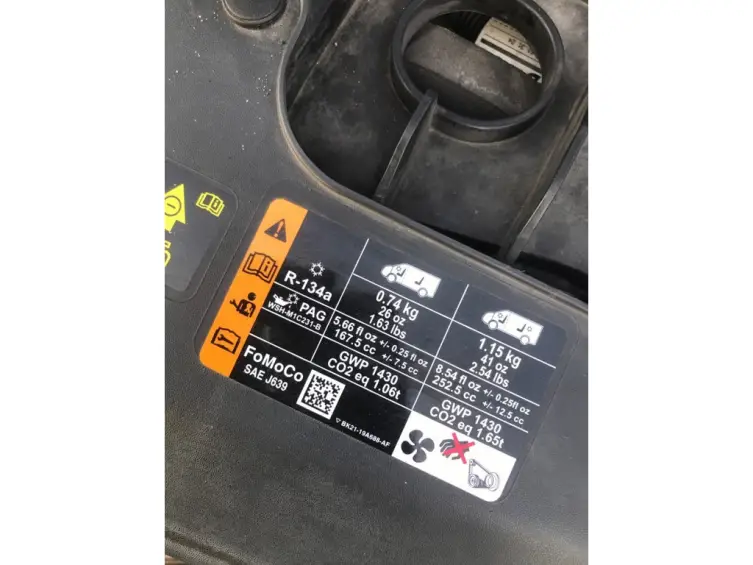 R-134a
PAG
WSH-M1C231-B
FoMoCo
SAE J639
0,74 kg
26 oz
1.63 lbs
5.66 fl oz +/- 0.25 fl oz
167.5 cc +/- 7.5 cc
GWP 1430
CO2 eq 1.06t
1.15 kg
41 oz
2.54 lbs
8.54 fl oz +/- 0.25fl oz
252.5 cc +/- 12.5 cc
GWP 1430
CO2 eq 1.65t